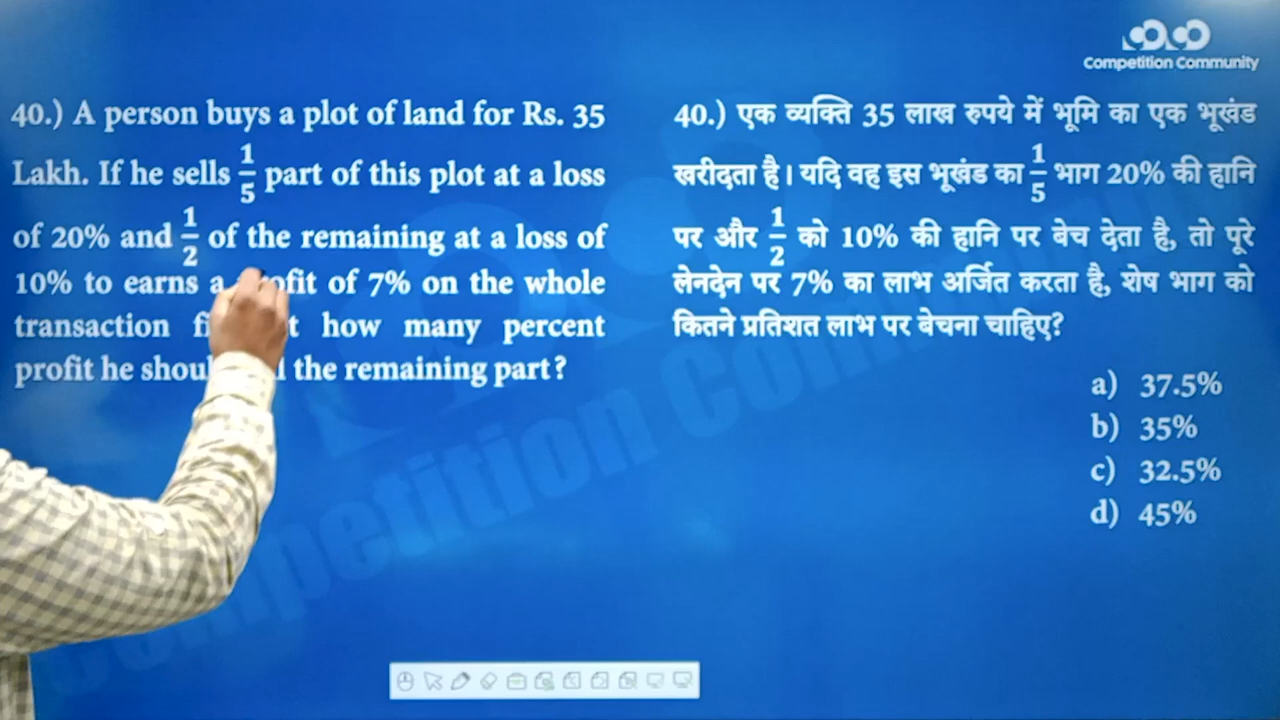 Competition Community
40.) A person buys a plot of land for Rs. 35
Lakh. If he sells 1/5 part of this plot at a loss
of 20% and 1/2 of the remaining at a loss of
10% to earns a of 7% on the whole
transaction how many percent
profit he the remaining part?
40.) एक व्यक्ति 35 लाख रुपये में भूमि का एक भूखंड
खरीदता है। यदि वह इस भूखंड का 1/5 भाग 20% की हानि
पर और 1/2 को 10% की हानि पर बेच देता है, तो पूरे
लेनदेन पर 7% का लाभ अर्जित करता है, शेष भाग को
कितने प्रतिशत लाभ पर बेचना चाहिए?
a) 37.5%
b) 35%
c) 32.5%
d) 45%
Competition Community